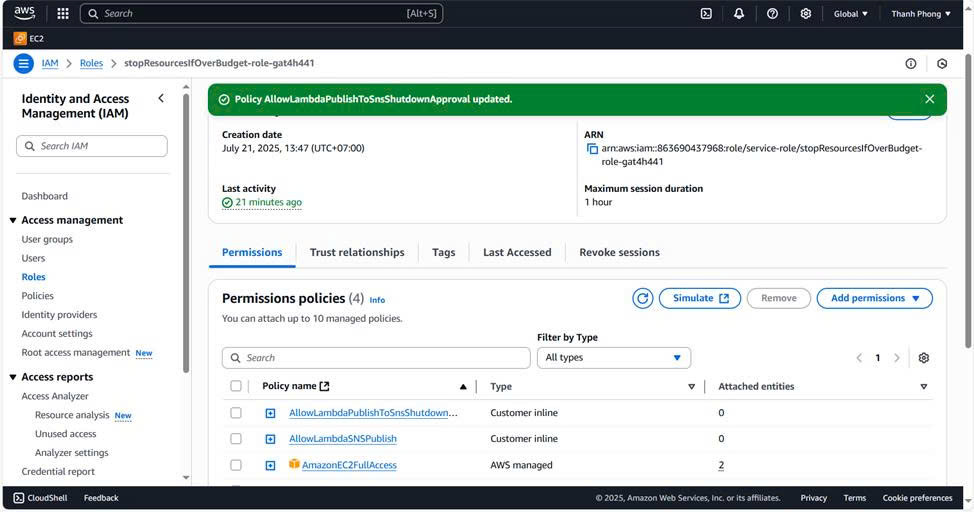 aws
Search [Alt+S]
Global
Thanh Phong
EC2
IAM > Roles > stopResourcesIfOverBudget-role-gat4h441
Identity and Access Management (IAM)
Search IAM
Dashboard
Access management
User groups
Users
Roles
Policies
Identity providers
Account settings
Root access management New
Access reports
Access Analyzer
Resource analysis New
Unused access
Analyzer settings
Credential report
Policy AllowLambdaPublishToSnsShutdownApproval updated.
Creation date
July 21, 2025, 13:47 (UTC+07:00)
ARN
arn:aws:iam::863690437968:role/service-role/stopResourcesIfOverBudget-
role-gat4h441
Last activity
21 minutes ago
Maximum session duration
1 hour
Permissions
Trust relationships
Tags
Last Accessed
Revoke sessions
Permissions policies (4) Info
Simulate
Remove
Add permissions
You can attach up to 10 managed policies.
Filter by Type
Search
All types
1
Policy name
Type
Attached entities
AllowLambdaPublishToSnsShutdown... Customer inline 0
AllowLambdaSNSPublish Customer inline 0
AmazonEC2FullAccess AWS managed 2
CloudShell
Feedback
© 2025, Amazon Web Services, Inc. or its affiliates.
Privacy
Terms
Cookie preferences